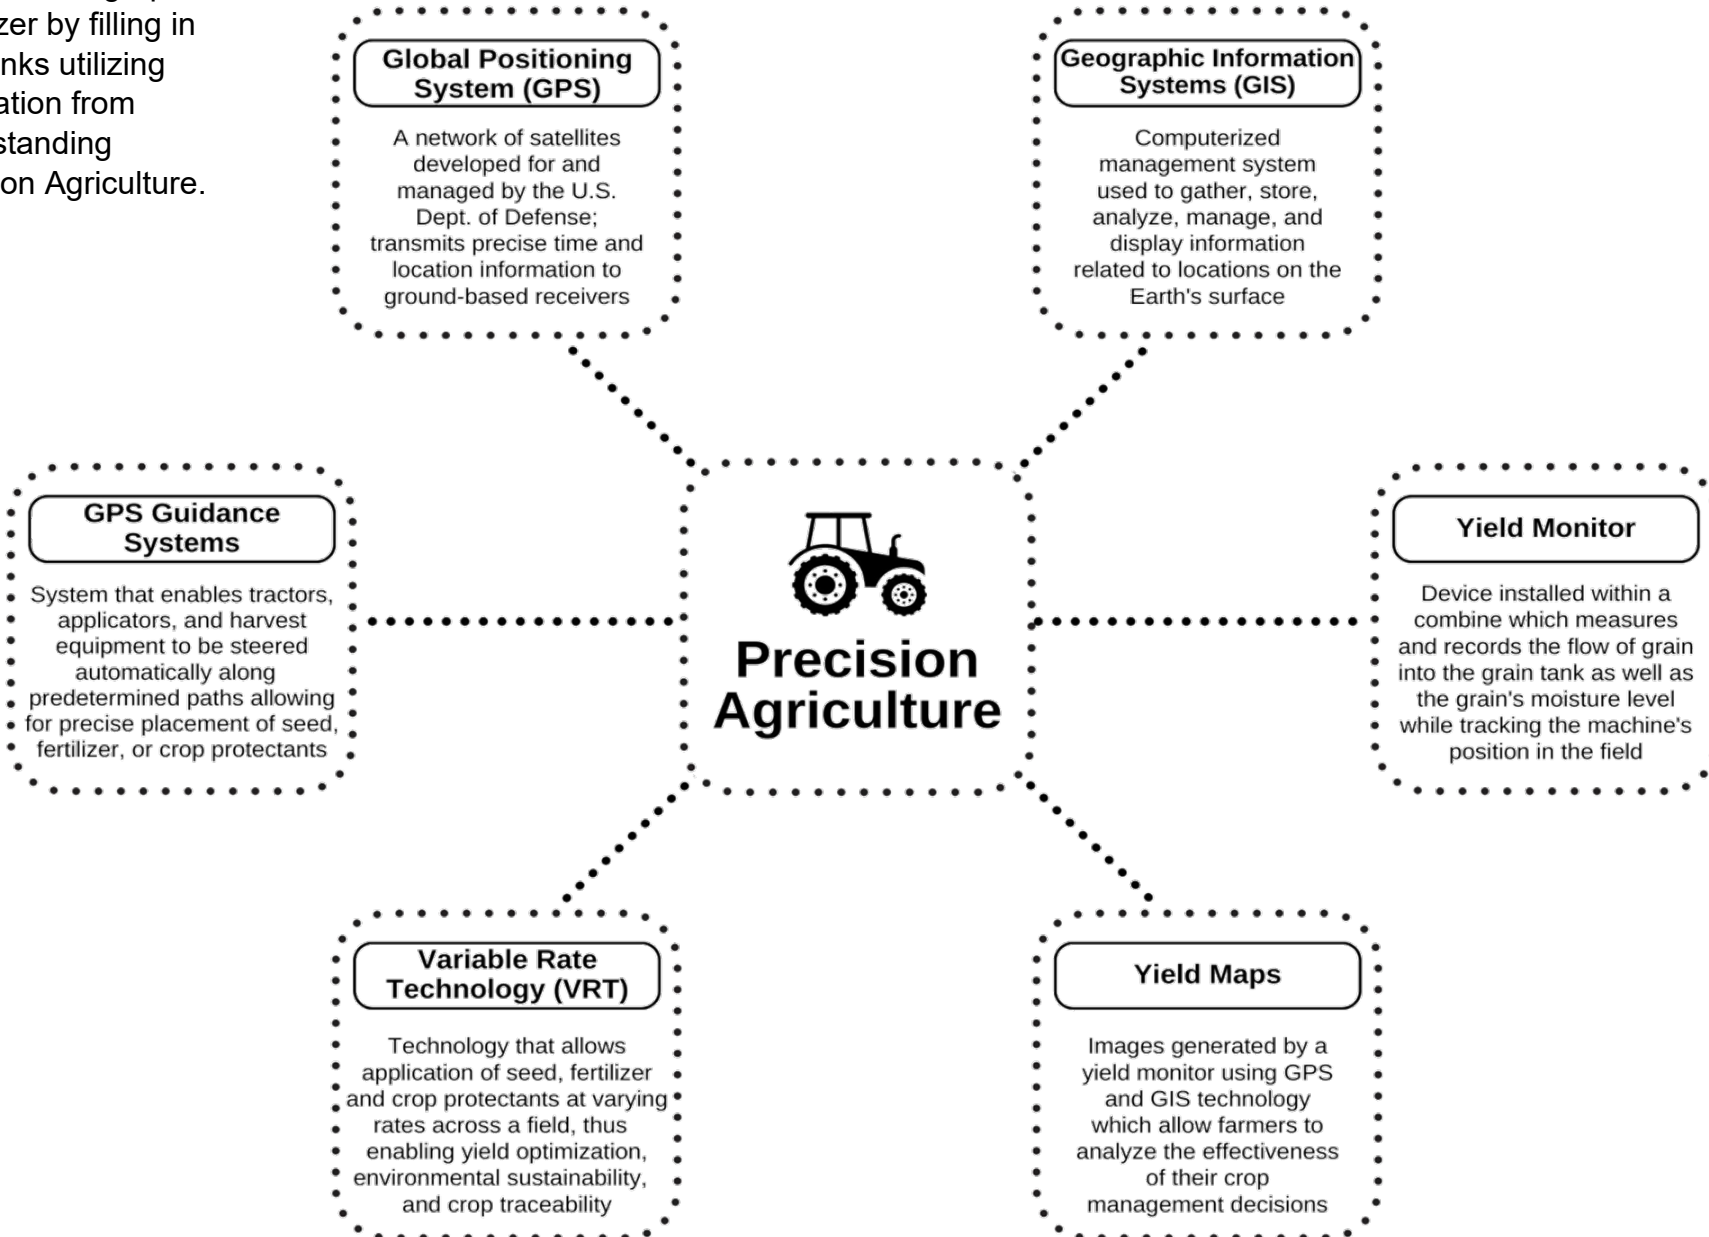 zer by filling in
nks utilizing
ation from
standing
on Agriculture.
Global Positioning
System (GPS)
A network of satellites
developed for and
managed by the U.S.
Dept. of Defense;
transmits precise time and
location information to
ground-based receivers
Geographic Information
Systems (GIS)
Computerized
management system
used to gather, store,
analyze, manage, and
display information
related to locations on the
Earth's surface
GPS Guidance
Systems
System that enables tractors,
applicators, and harvest
equipment to be steered
automatically along
predetermined paths allowing
for precise placement of seed,
fertilizer, or crop protectants
Precision
Agriculture
Yield Monitor
Device installed within a
combine which measures
and records the flow of grain
into the grain tank as well as
the grain's moisture level
while tracking the machine's
position in the field
Variable Rate
Technology (VRT)
Technology that allows
application of seed, fertilizer
and crop protectants at varying
rates across a field, thus
enabling yield optimization,
environmental sustainability,
and crop traceability
Yield Maps
Images generated by a
yield monitor using GPS
and GIS technology
which allow farmers to
analyze the effectiveness
of their crop
management decisions